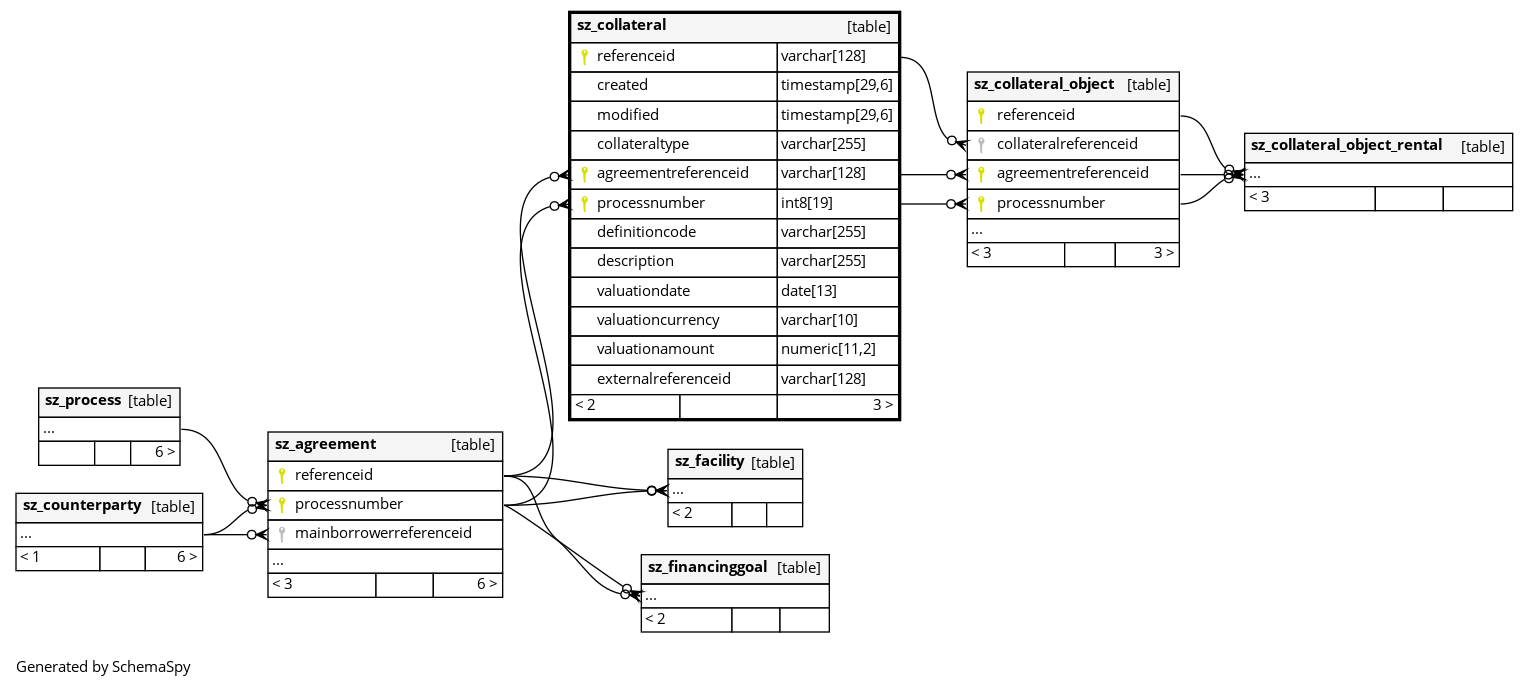 sz_collateral [table]
referenceid varchar[128]
created timestamp[29,6]
modified timestamp[29,6]
collateraltype varchar[255]
agreementreferenceid varchar[128]
processnumber int8[19]
definitioncode varchar[255]
description varchar[255]
valuationdate date[13]
valuationcurrency varchar[10]
valuationamount numeric[11,2]
externalreferenceid varchar[128]
< 2 3 >
sz_collateral_object [table]
referenceid
collateralreferenceid
agreementreferenceid
processnumber
...
< 3 3 >
sz_collateral_object_rental [table]
...
< 3
sz_process [table]
...
6 >
sz_counterparty [table]
...
< 1 6 >
sz_agreement [table]
referenceid
processnumber
mainborrowerreferenceid
...
< 3 6 >
sz_facility [table]
...
< 2
sz_financinggoal [table]
...
< 2
Generated by SchemaSpy